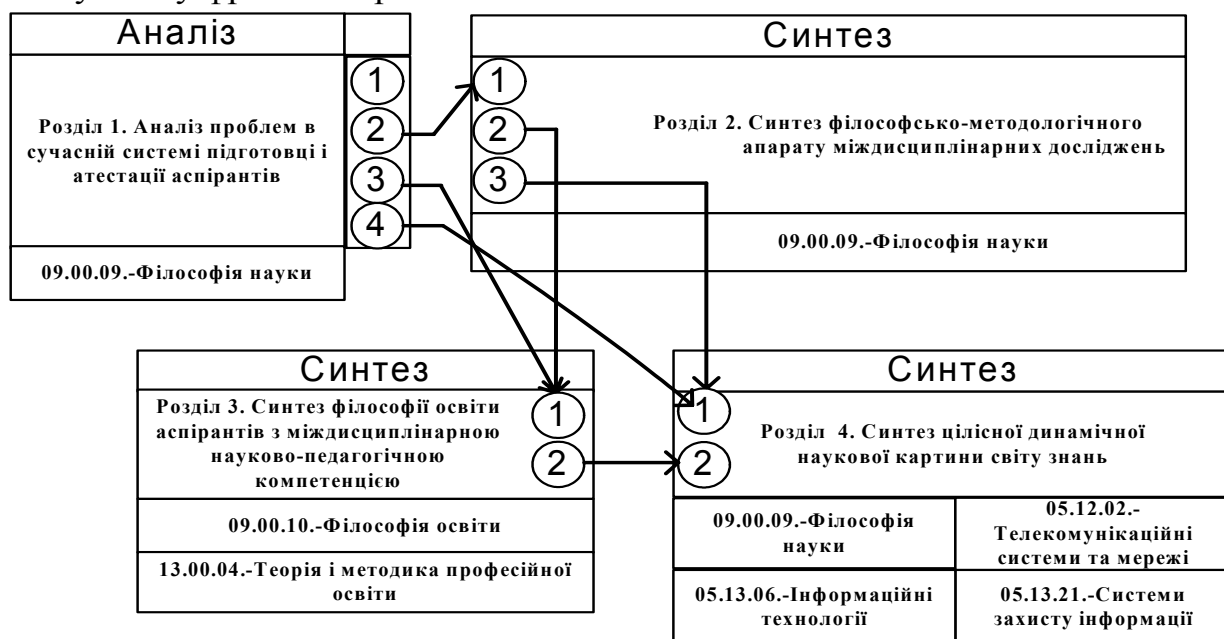 Аналіз
1
2
3
4
Розділ 1. Аналіз проблем в
сучасній системі підготовці і
атестації аспірантів
09.00.09.-Філософія науки
Синтез
1
2
3
Розділ 2. Синтез філософсько-методологічного
апарату міждисциплінарних досліджень
09.00.09.-Філософія науки
Синтез
Розділ 3. Синтез філософії освіти
аспірантів з міждисциплінарною
науково-педагогічною
компетенцією
1
2
09.00.10.-Філософія освіти
13.00.04.-Теорія і методика професійної
освіти
Синтез
1
2
Розділ 4. Синтез цілісної динамічної
наукової картини світу знань
09.00.09.-Філософія
науки
05.12.02.-
Телекомунікаційні
системи та мережі
05.13.06.-Інформаційні
технології
05.13.21.-Системи
захисту інформації